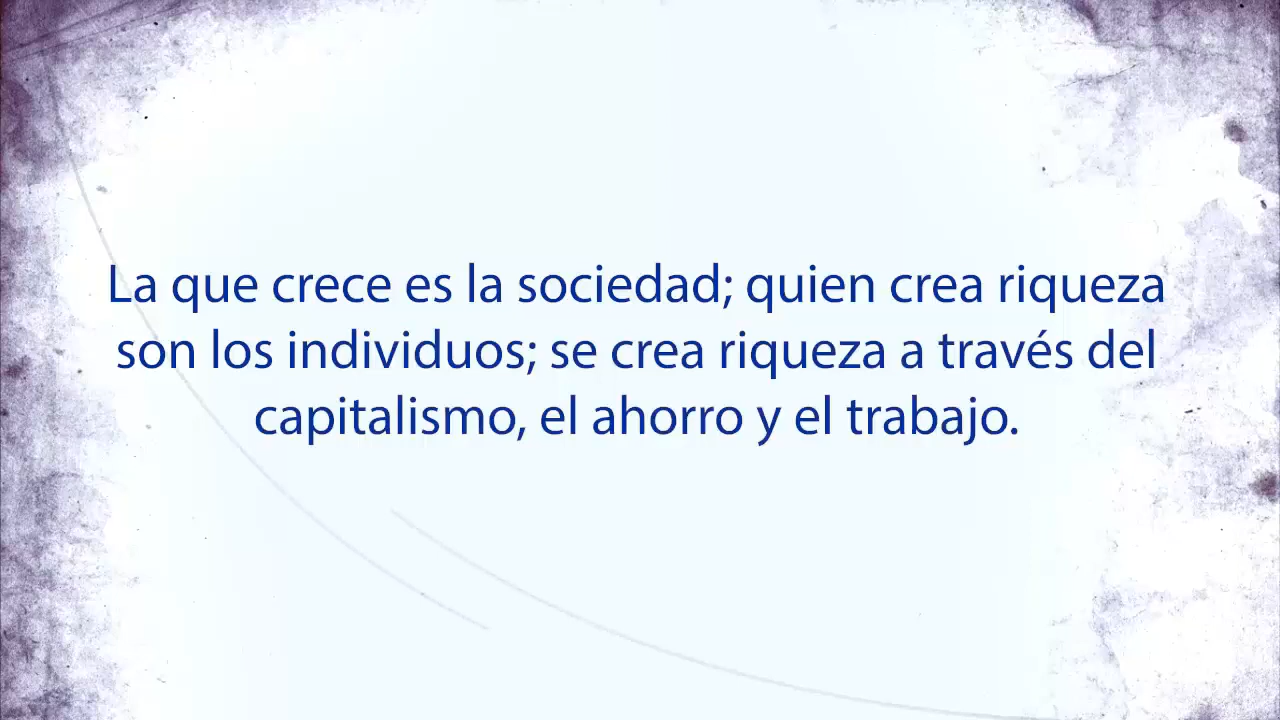 La que crece es la sociedad; quien crea riqueza
son los individuos; se crea riqueza a través del
capitalismo, el ahorro y el trabajo.